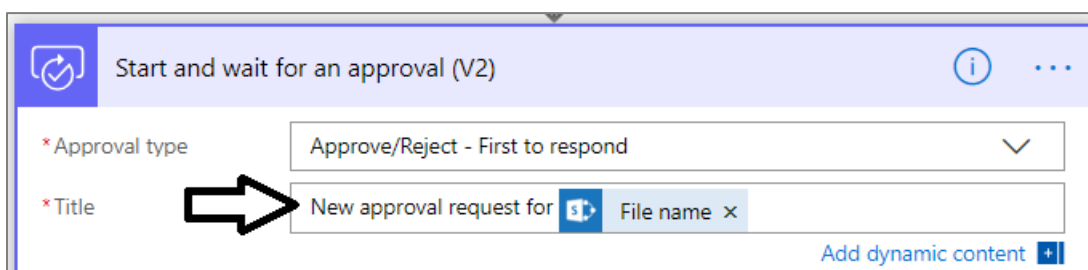 Start and wait for an approval (V2)
* Approval type
Approve/Reject - First to respond
* Title
New approval request for File name ×
Add dynamic content +